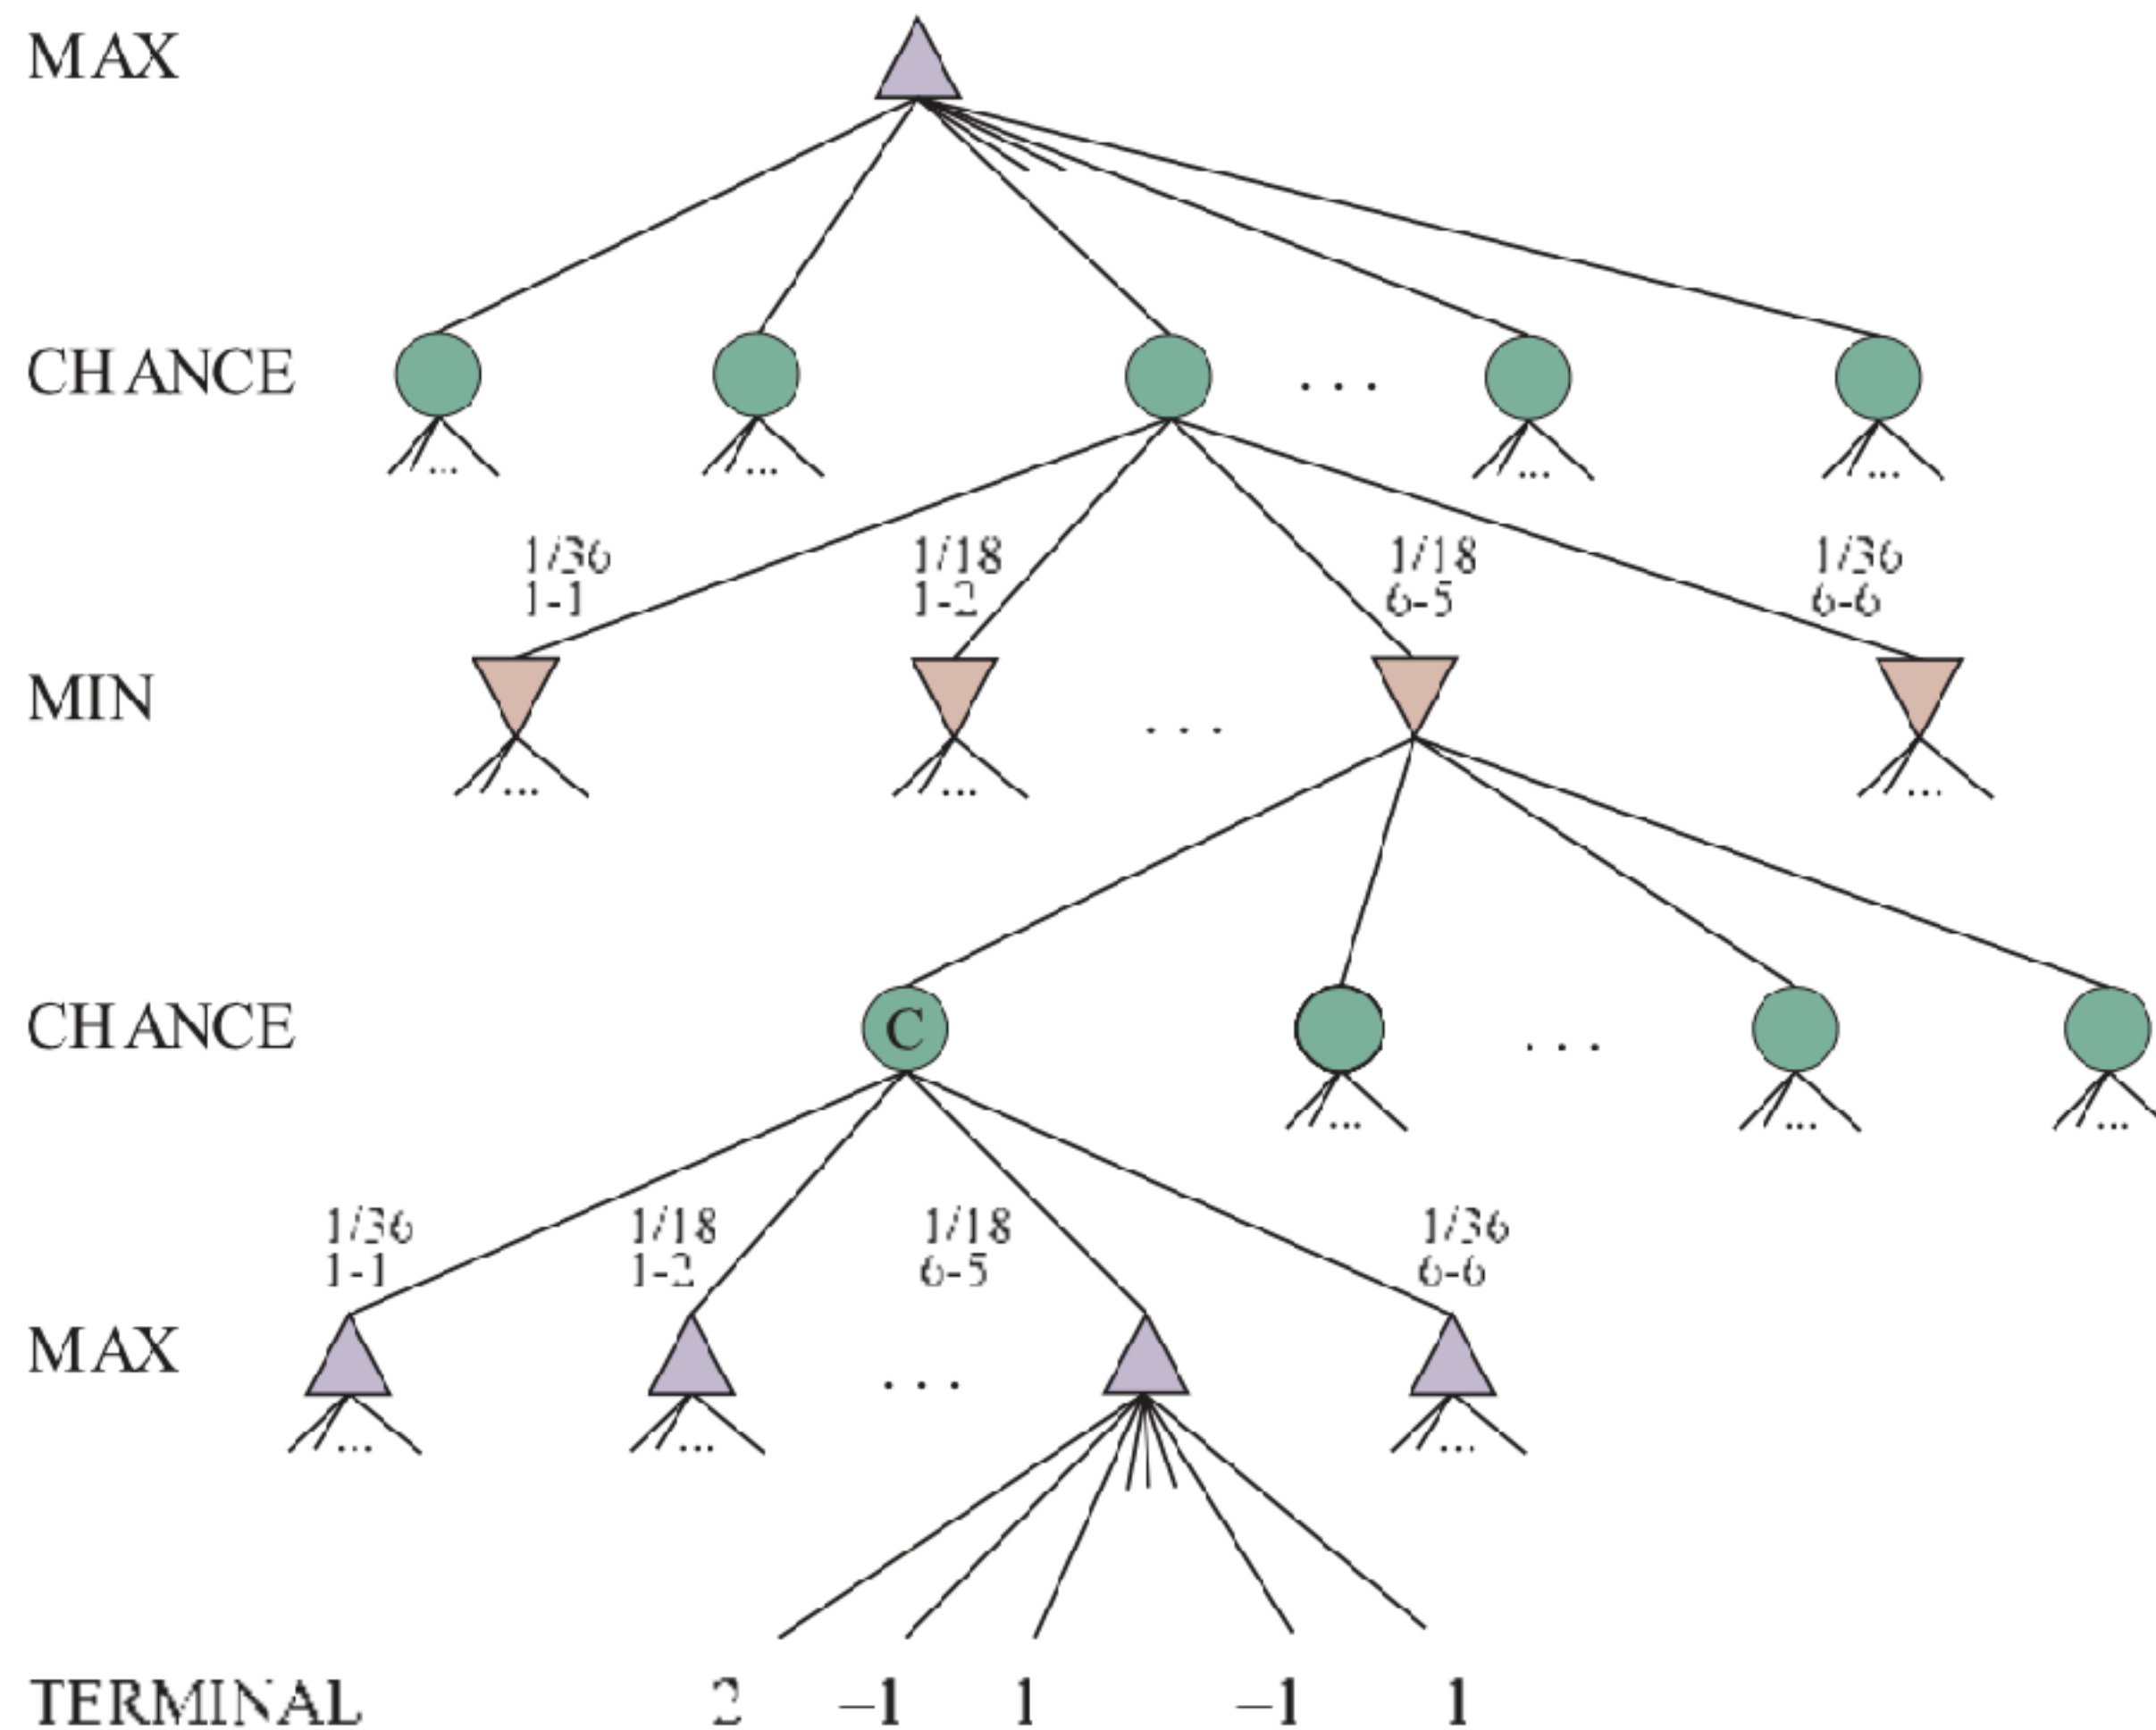 MAX
CHANCE
...
... ... ... ... ...
1/36 1/18 1/18 1/36
1-1 1-2 6-5 6-6
MIN
...
... ... ...
CHANCE C
...
... ... ...
1/36 1/18 1/18 1/36
1-1 1-2 6-5 6-6
MAX
...
... ... ...
TERMINAL 2 –1 1 –1 1